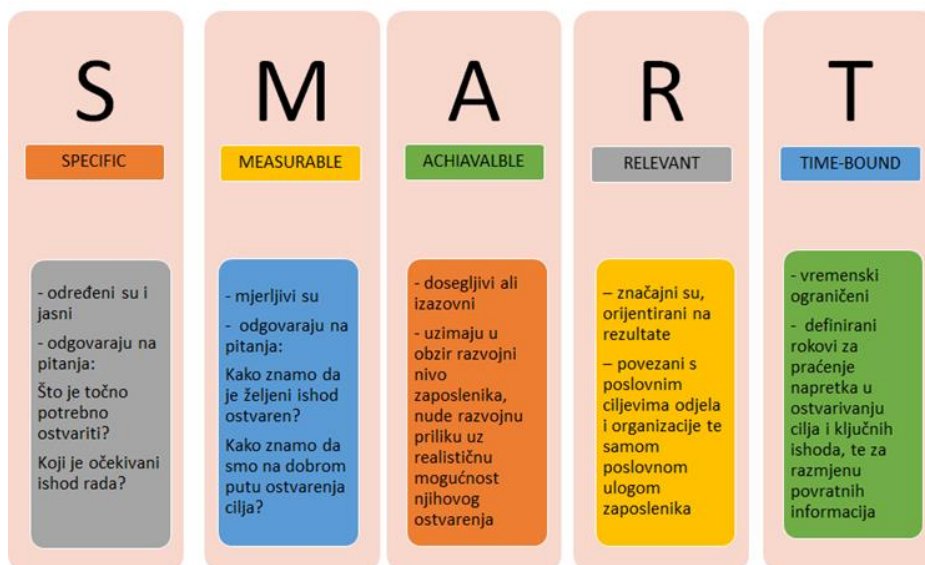 S
SPECIFIC
- određeni su i
jasni
- odgovaraju na
pitanja:
Što je točno
potrebno
ostvariti?
Koji je očekivani
ishod rada?
M
MEASURABLE
- mjerljivi su
- odgovaraju na
pitanja:
Kako znamo da
je željeni ishod
ostvaren?
Kako znamo da
smo na dobrom
putu ostvarenja
cilja?
A
ACHIAVALBLE
- dosegljivi ali
izazovni
- uzimaju u
obzir razvojni
nivo
zaposlenika,
nude razvojnu
priliku uz
realističnu
mogućnost
njihovog
ostvarenja
R
RELEVANT
– značajni su,
orijentirani na
rezultate
– povezani s
poslovnim
ciljevima odjela
i organizacije te
samom
poslovnom
ulogom
zaposlenika
T
TIME-BOUND
- vremenski
ograničeni
- definirani
rokovi za
praćenje
napretka u
ostvarivanju
cilja i ključnih
ishoda, te za
razmjenu
povratnih
informacija